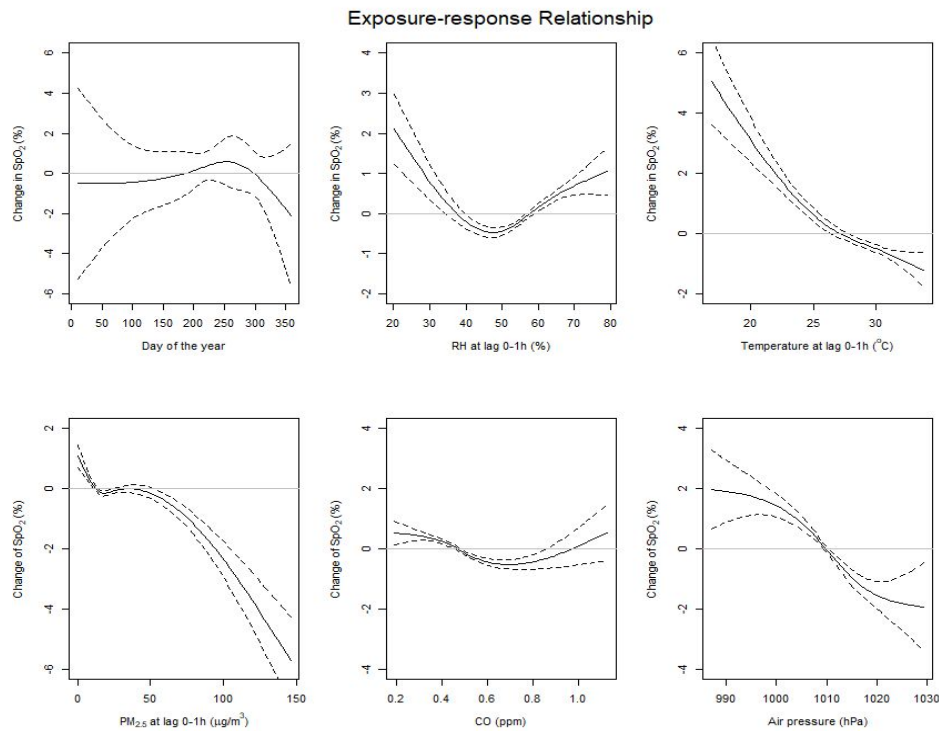 Exposure-response Relationship
Change in SpO₂(%)
6
4
2
0
-2
-4
-6
0 50 100 150 200 250 300 350
Day of the year
Change in SpO₂(%)
4
3
2
1
0
-1
-2
20 30 40 50 60 70 80
RH at lag 0-1h (%)
Change in SpO₂(%)
6
4
2
0
-2
20 25 30
Temperature at lag 0-1h (°C)
Change of SpO₂(%)
2
0
-2
-4
-6
0 50 100 150
PM₂.₅ at lag 0-1h (μg/m³)
Change of SpO₂(%)
4
2
0
-2
-4
0.2 0.4 0.6 0.8 1.0
CO (ppm)
Change of SpO₂(%)
4
2
0
-2
-4
990 1000 1010 1020 1030
Air pressure (hPa)